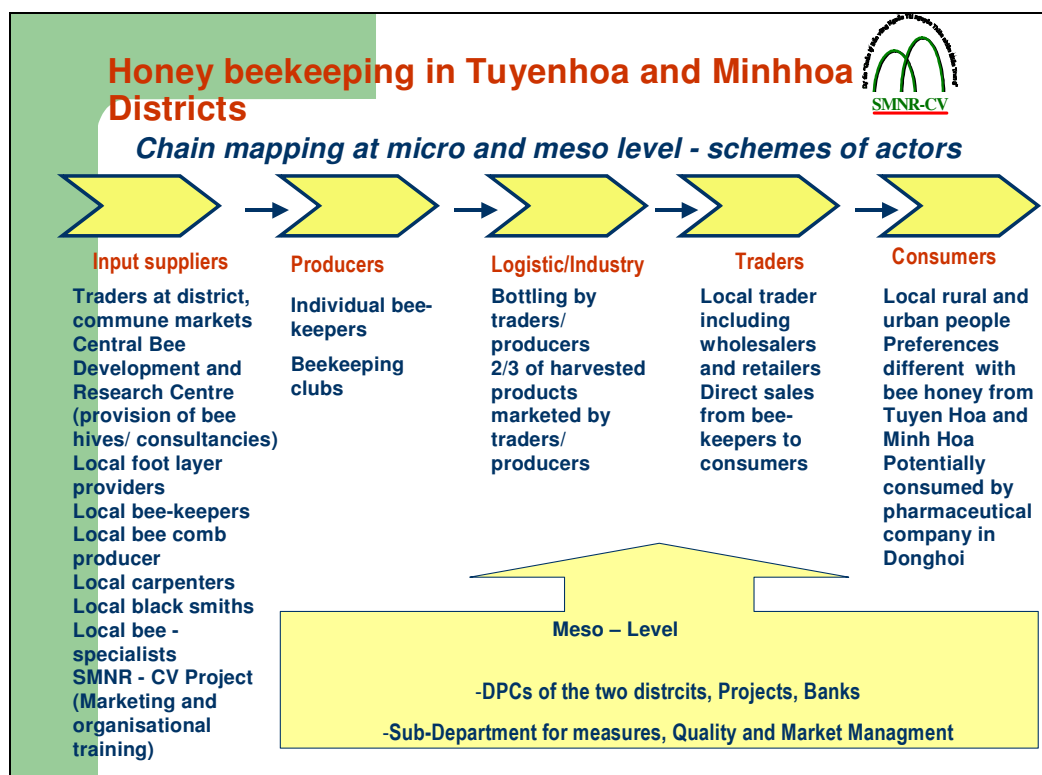 Honey beekeeping in Tuyenhoa and Minhhoa
Districts
SMNR-CV
Chain mapping at micro and meso level - schemes of actors
Input suppliers
Traders at district,
commune markets
Central Bee
Development and
Research Centre
(provision of bee
hives/ consultancies)
Local foot layer
providers
Local bee-keepers
Local bee comb
producer
Local carpenters
Local black smiths
Local bee -
specialists
SMNR - CV Project
(Marketing and
organisational
training)
Producers
Individual bee-
keepers
Beekeeping
clubs
Logistic/Industry
Bottling by
traders/
producers
2/3 of harvested
products
marketed by
traders/
producers
Traders
Local trader
including
wholesalers
and retailers
Direct sales
from bee-
keepers to
consumers
Consumers
Local rural and
urban people
Preferences
different with
bee honey from
Tuyen Hoa and
Minh Hoa
Potentially
consumed by
pharmaceutical
company in
Donghoi
Meso – Level
-DPCs of the two distrcits, Projects, Banks
-Sub-Department for measures, Quality and Market Managment